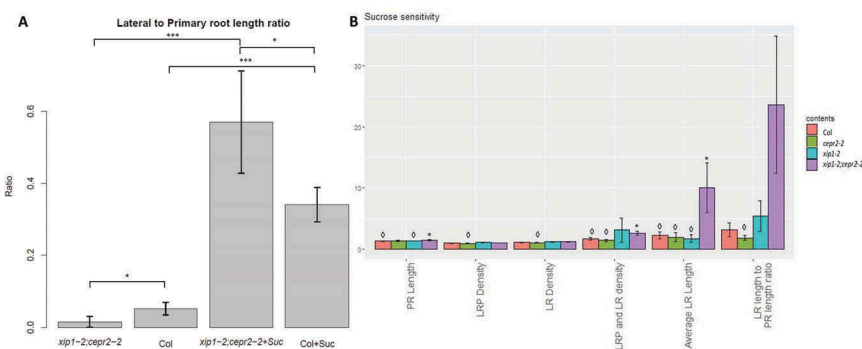 A
Lateral to Primary root length ratio
***
*
***
*
Ratio
0.6
0.4
0.2
0.0
xip1-2;cepr2-2
Col
xip1-2;cepr2-2+Suc
Col+Suc
B
Sucrose sensitivity
30
20
10
0
◊
◊
*
◊
◊
◊
◊
*
◊
◊
◊
*
◊
PR Length
LRP Density
LR Density
LRP and LR density
Average LR Length
LR length to
PR length ratio
contents
Col
cepr2-2
xip1-2
xip1-2;cepr2-2